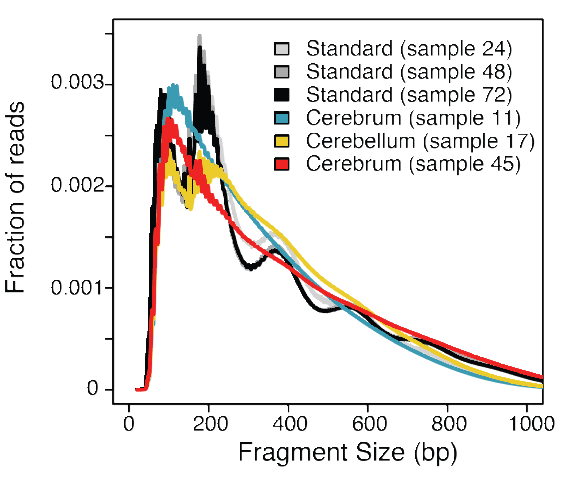 Standard (sample 24)
Standard (sample 48)
Standard (sample 72)
Cerebrum (sample 11)
Cerebellum (sample 17)
Cerebrum (sample 45)
Fraction of reads
0.003
0.002
0.001
0
0 200 400 600 800 1000
Fragment Size (bp)